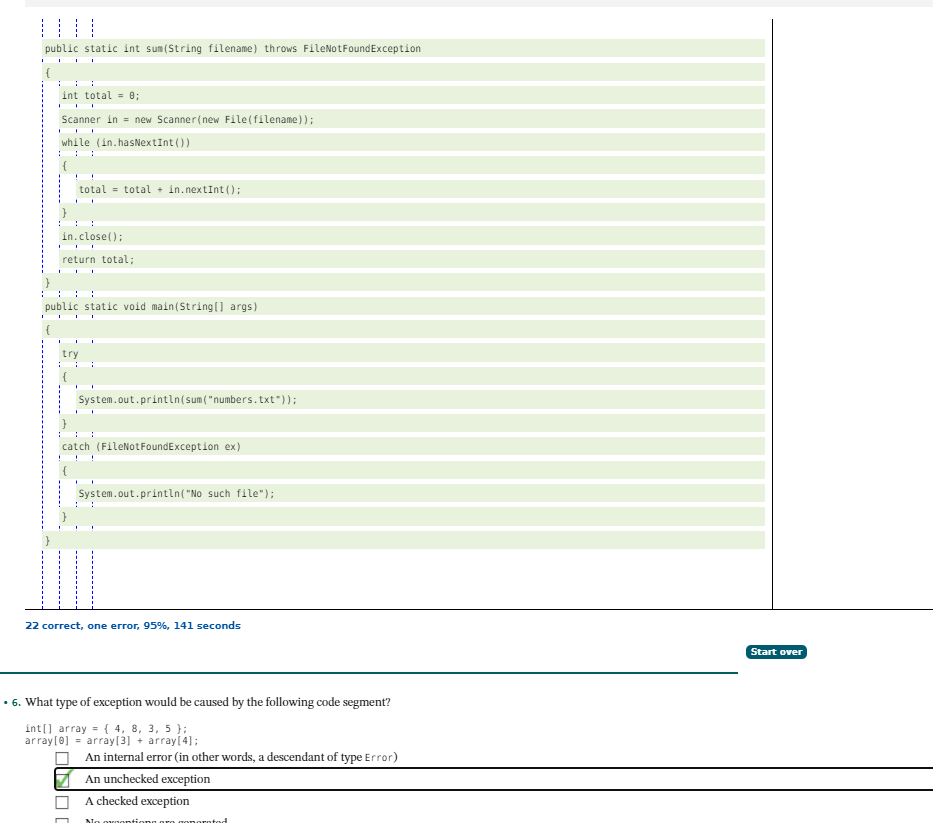 public static int sum(String filename) throws FileNotFoundException
{
int total = 0;
Scanner in = new Scanner(new File(filename));
while (in.hasNextInt())
{
total = total + in.nextInt();
}
in.close();
return total;
}
public static void main(String[] args)
{
try
{
System.out.println(sum("numbers.txt"));
}
catch (FileNotFoundException ex)
{
System.out.println("No such file");
}
}
22 correct, one error, 95%, 141 seconds
Start over
• 6. What type of exception would be caused by the following code segment?
int[] array = { 4, 8, 3, 5 };
array[0] = array[3] + array[4];
An internal error (in other words, a descendant of type Error)
An unchecked exception
A checked exception
No exceptions are generated